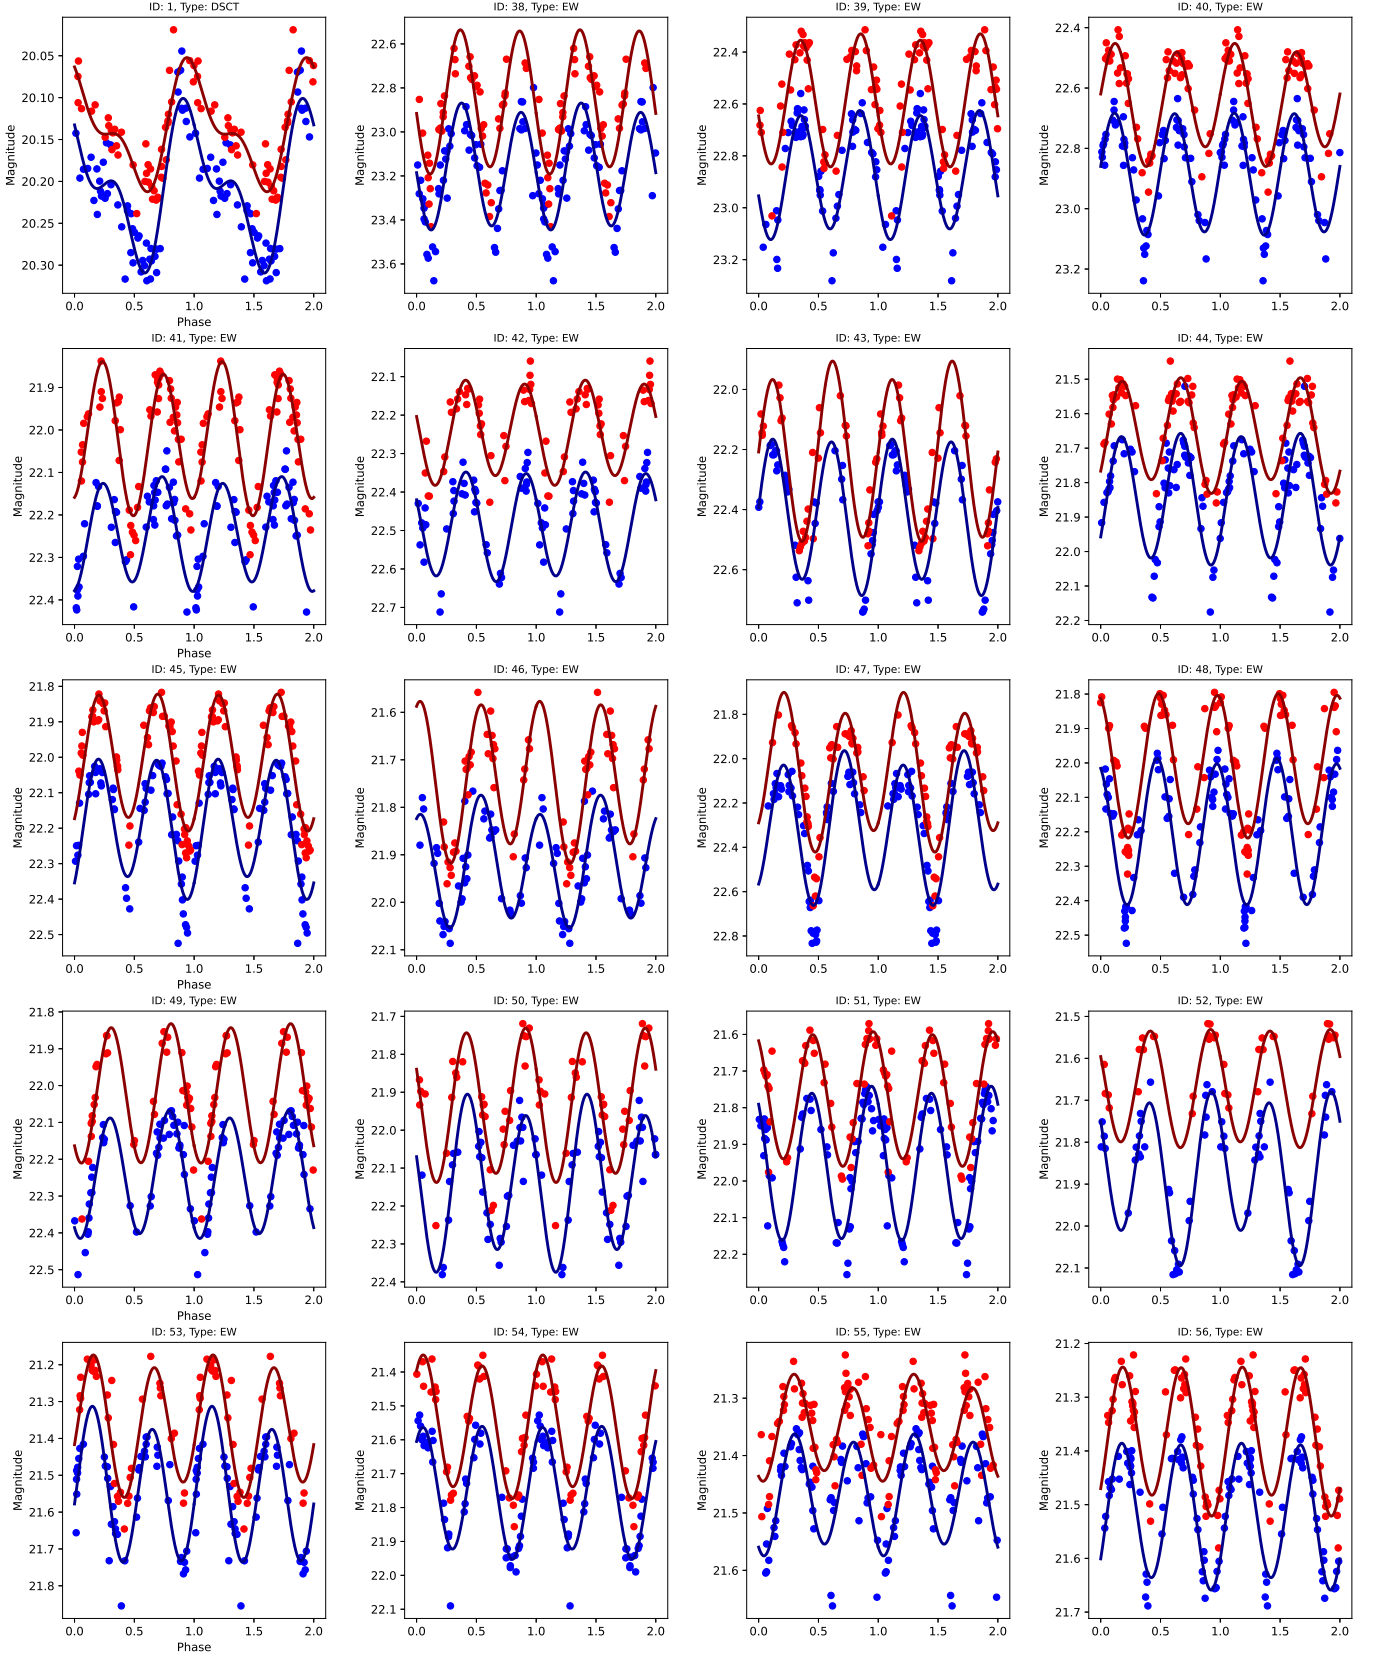 ID: 1, Type: DSCT
ID: 38, Type: EW
ID: 39, Type: EW
ID: 40, Type: EW
Magnitude
20.05
20.10
20.15
20.20
20.25
20.30
0.0 0.5 1.0 1.5 2.0
Phase
Magnitude
22.6
22.8
23.0
23.2
23.4
23.6
0.0 0.5 1.0 1.5 2.0
Magnitude
22.4
22.6
22.8
23.0
23.2
0.0 0.5 1.0 1.5 2.0
Magnitude
22.4
22.6
22.8
23.0
23.2
0.0 0.5 1.0 1.5 2.0
ID: 41, Type: EW
ID: 42, Type: EW
ID: 43, Type: EW
ID: 44, Type: EW
Magnitude
21.9
22.0
22.1
22.2
22.3
22.4
0.0 0.5 1.0 1.5 2.0
Phase
Magnitude
22.1
22.2
22.3
22.4
22.5
22.6
22.7
0.0 0.5 1.0 1.5 2.0
Magnitude
22.0
22.2
22.4
22.6
0.0 0.5 1.0 1.5 2.0
Magnitude
21.5
21.6
21.7
21.8
21.9
22.0
22.1
22.2
0.0 0.5 1.0 1.5 2.0
ID: 45, Type: EW
ID: 46, Type: EW
ID: 47, Type: EW
ID: 48, Type: EW
Magnitude
21.8
21.9
22.0
22.1
22.2
22.3
22.4
22.5
0.0 0.5 1.0 1.5 2.0
Phase
Magnitude
21.6
21.7
21.8
21.9
22.0
22.1
0.0 0.5 1.0 1.5 2.0
Magnitude
21.8
22.0
22.2
22.4
22.6
22.8
0.0 0.5 1.0 1.5 2.0
Magnitude
21.8
21.9
22.0
22.1
22.2
22.3
22.4
22.5
0.0 0.5 1.0 1.5 2.0
ID: 49, Type: EW
ID: 50, Type: EW
ID: 51, Type: EW
ID: 52, Type: EW
Magnitude
21.8
21.9
22.0
22.1
22.2
22.3
22.4
22.5
0.0 0.5 1.0 1.5 2.0
Phase
Magnitude
21.7
21.8
21.9
22.0
22.1
22.2
22.3
22.4
0.0 0.5 1.0 1.5 2.0
Magnitude
21.6
21.7
21.8
21.9
22.0
22.1
22.2
0.0 0.5 1.0 1.5 2.0
Magnitude
21.5
21.6
21.7
21.8
21.9
22.0
22.1
0.0 0.5 1.0 1.5 2.0
ID: 53, Type: EW
ID: 54, Type: EW
ID: 55, Type: EW
ID: 56, Type: EW
Magnitude
21.2
21.3
21.4
21.5
21.6
21.7
21.8
0.0 0.5 1.0 1.5 2.0
Phase
Magnitude
21.4
21.5
21.6
21.7
21.8
21.9
22.0
22.1
0.0 0.5 1.0 1.5 2.0
Magnitude
21.3
21.4
21.5
21.6
0.0 0.5 1.0 1.5 2.0
Magnitude
21.2
21.3
21.4
21.5
21.6
21.7
0.0 0.5 1.0 1.5 2.0